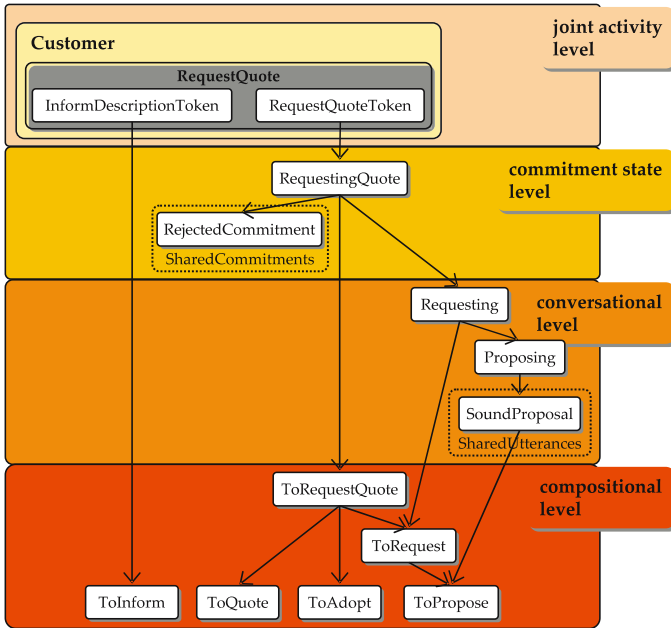 joint activity
level
Customer
RequestQuote
InformDescriptionToken
RequestQuoteToken
commitment state
level
RequestingQuote
RejectedCommitment
SharedCommitments
conversational
level
Requesting
Proposing
SoundProposal
SharedUtterances
compositional
level
ToRequestQuote
ToRequest
ToInform
ToQuote
ToAdopt
ToPropose